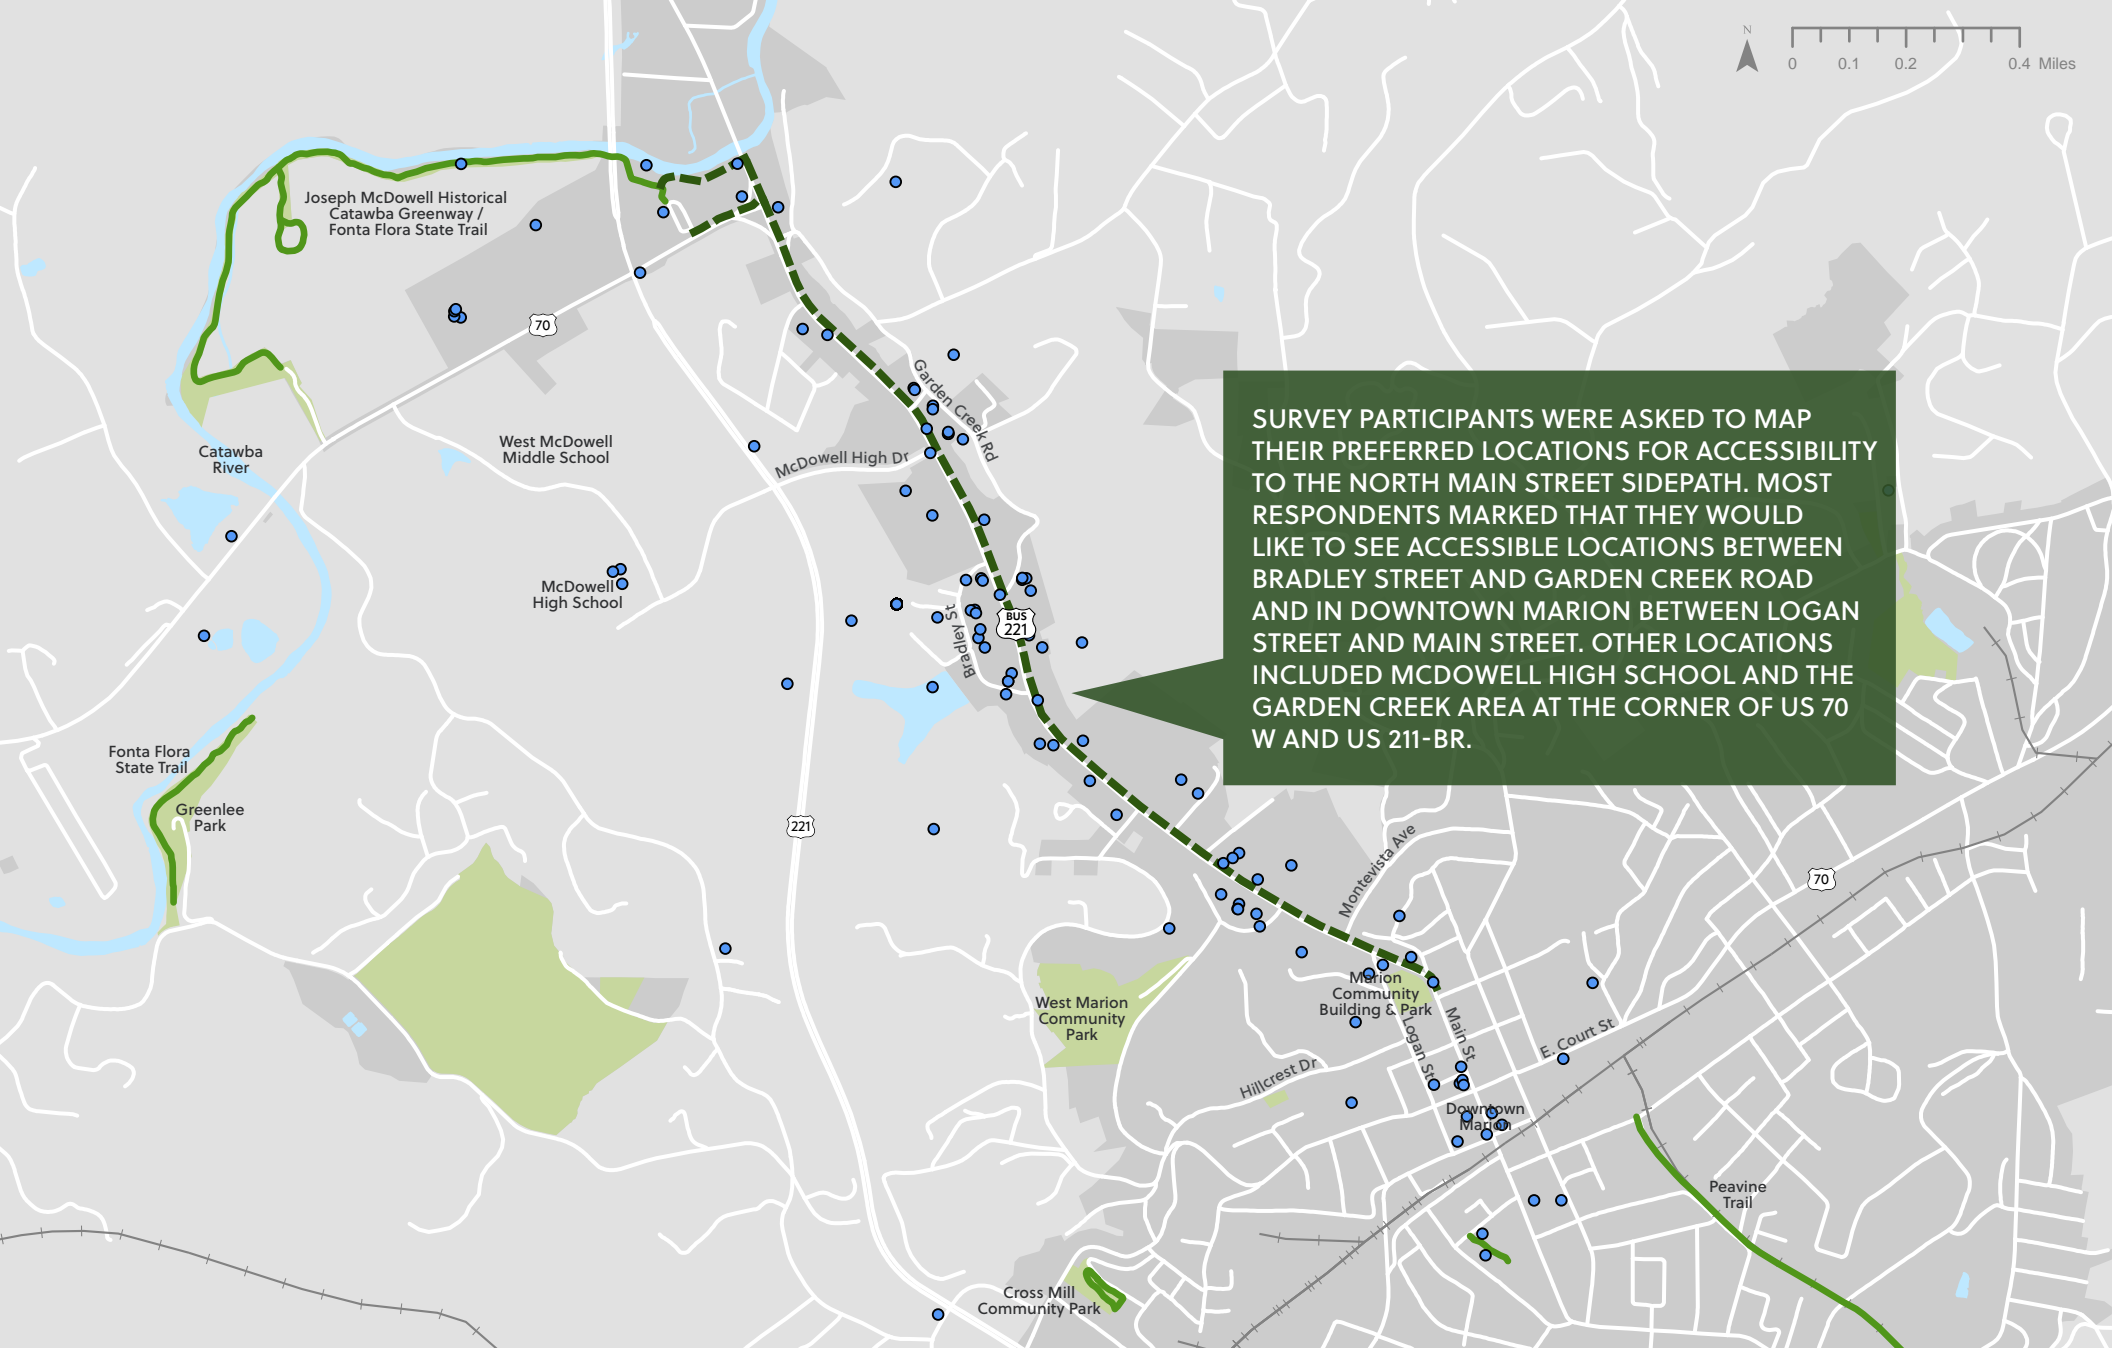 N
0 0.1 0.2 0.4 Miles
Joseph McDowell Historical
Catawba Greenway /
Fonta Flora State Trail
70
Garden Creek Rd
West McDowell
Middle School
McDowell High Dr
Catawba
River
SURVEY PARTICIPANTS WERE ASKED TO MAP
THEIR PREFERRED LOCATIONS FOR ACCESSIBILITY
TO THE NORTH MAIN STREET SIDEPATH. MOST
RESPONDENTS MARKED THAT THEY WOULD
LIKE TO SEE ACCESSIBLE LOCATIONS BETWEEN
BRADLEY STREET AND GARDEN CREEK ROAD
AND IN DOWNTOWN MARION BETWEEN LOGAN
STREET AND MAIN STREET. OTHER LOCATIONS
INCLUDED MCDOWELL HIGH SCHOOL AND THE
GARDEN CREEK AREA AT THE CORNER OF US 70
W AND US 211-BR.
McDowell
High School
Bradley St
BUS
221
Fonta Flora
State Trail
Greenlee
Park
221
Montevista Ave
70
West Marion
Community
Park
Marion
Community
Building & Park
Logan St
Main St
E. Court St
Hillcrest Dr
Downtown
Marion
Peavine
Trail
Cross Mill
Community Park